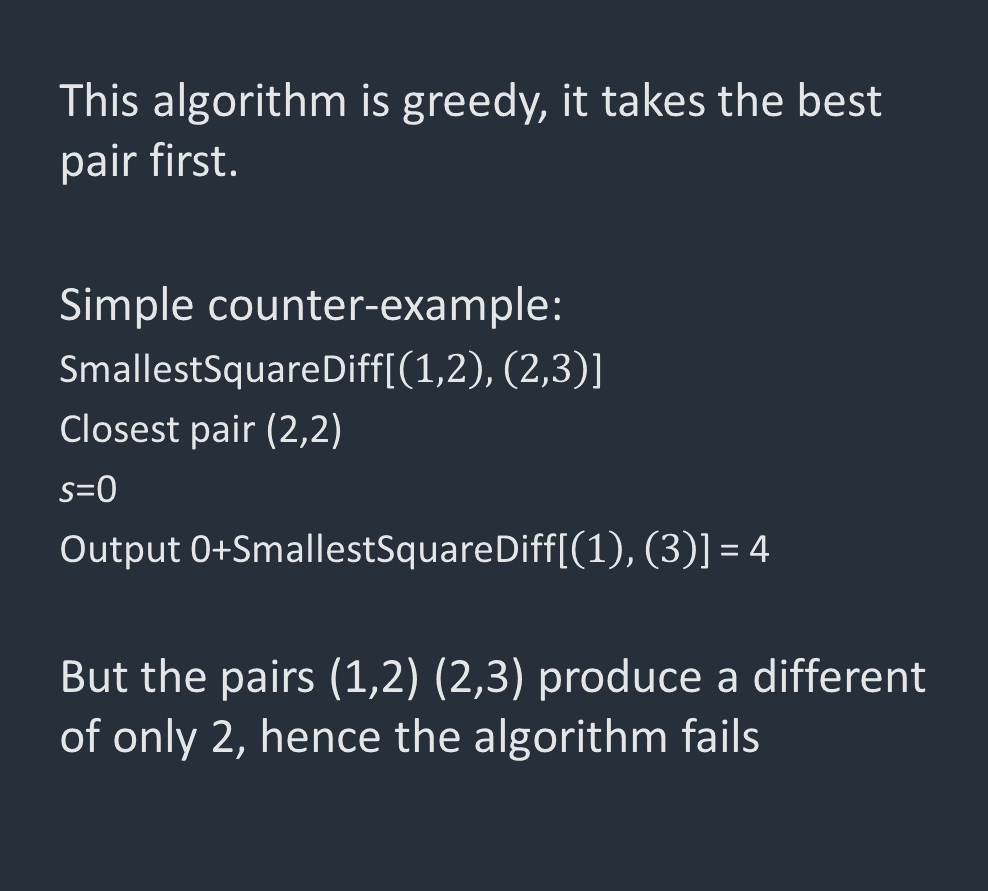 This algorithm is greedy, it takes the best
pair first.
Simple counter-example:
SmallestSquareDiff[(1,2), (2,3)]
Closest pair (2,2)
s=0
Output 0+SmallestSquareDiff[(1), (3)] = 4
But the pairs (1,2) (2,3) produce a different
of only 2, hence the algorithm fails